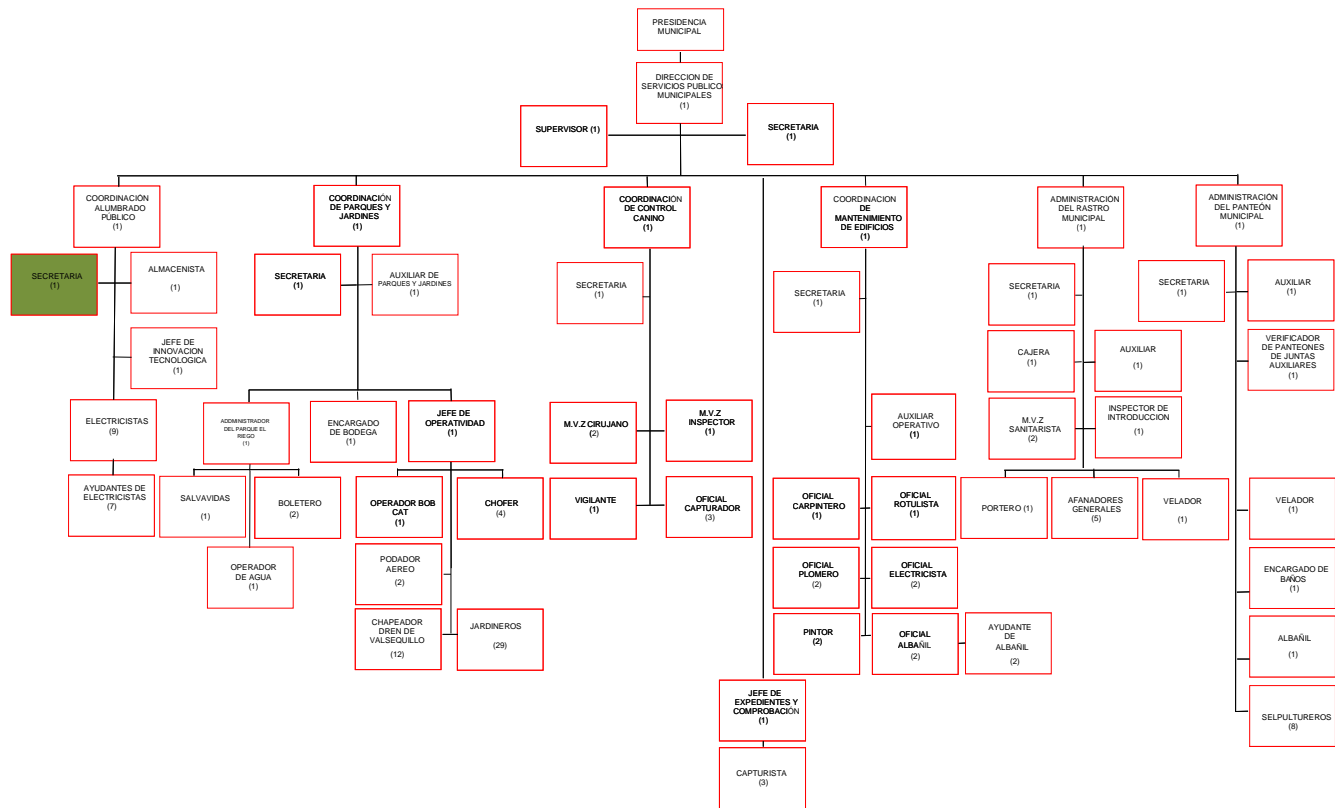 PRESIDENCIA
MUNICIPAL
DIRECCION DE
SERVICIOS PUBLICO
MUNICIPALES
(1)
SUPERVISOR (1)
SECRETARIA
(1)
COORDINACIÓN
ALUMBRADO
PÚBLICO
(1)
SECRETARIA
(1)
ALMACENISTA
(1)
JEFE DE
INNOVACION
TECNOLOGICA
(1)
ELECTRICISTAS
(9)
AYUDANTES DE
ELECTRICISTAS
(7)
COORDINACIÓN
DE PARQUES Y
JARDINES
(1)
SECRETARIA
(1)
AUXILIAR DE
PARQUES Y JARDINES
(1)
ADDMINISTRADOR
DEL PARQUE EL
RIEGO
(1)
SALVAVIDAS
(1)
BOLETERO
(2)
OPERADOR
DE AGUA
(1)
ENCARGADO
DE BODEGA
(1)
JEFE DE
OPERATIVIDAD
(1)
OPERADOR BOB
CAT
(1)
CHOFER
(4)
PODADOR
AEREO
(2)
CHAPEADOR
DREN DE
VALSEQUILLO
(12)
JARDINEROS
(29)
COORDINACIÓN
DE CONTROL
CANINO
(1)
SECRETARIA
(1)
M.V.Z CIRUJANO
(2)
M.V.Z
INSPECTOR
(1)
VIGILANTE
(1)
OFICIAL
CAPTURADOR
(3)
JEFE DE
EXPEDIENTES Y
COMPROBACIÓN
(1)
CAPTURISTA
(3)
COORDINACION
DE
MANTENIMIENTO
DE EDIFICIOS
(1)
SECRETARIA
(1)
AUXILIAR
OPERATIVO
(1)
OFICIAL
CARPINTERO
(1)
OFICIAL
ROTULISTA
(1)
OFICIAL
PLOMERO
(2)
OFICIAL
ELECTRICISTA
(2)
PINTOR
(2)
OFICIAL
ALBAÑIL
(2)
AYUDANTE
DE
ALBAÑIL
(2)
ADMINISTRACIÓN
DEL RASTRO
MUNICIPAL
(1)
SECRETARIA
(1)
CAJERA
(1)
AUXILIAR
(1)
M.V.Z
SANITARISTA
(2)
INSPECTOR DE
INTRODUCCION
(1)
PORTERO (1)
AFANADORES
GENERALES
(5)
VELADOR
(1)
ADMINISTRACIÓN
DEL PANTEÓN
MUNICIPAL
(1)
SECRETARIA
(1)
AUXILIAR
(1)
VERIFICADOR
DE PANTEONES
DE JUNTAS
AUXILIARES
(1)
VELADOR
(1)
ENCARGADO DE
BAÑOS
(1)
ALBAÑIL
(1)
SELPULTUREROS
(8)